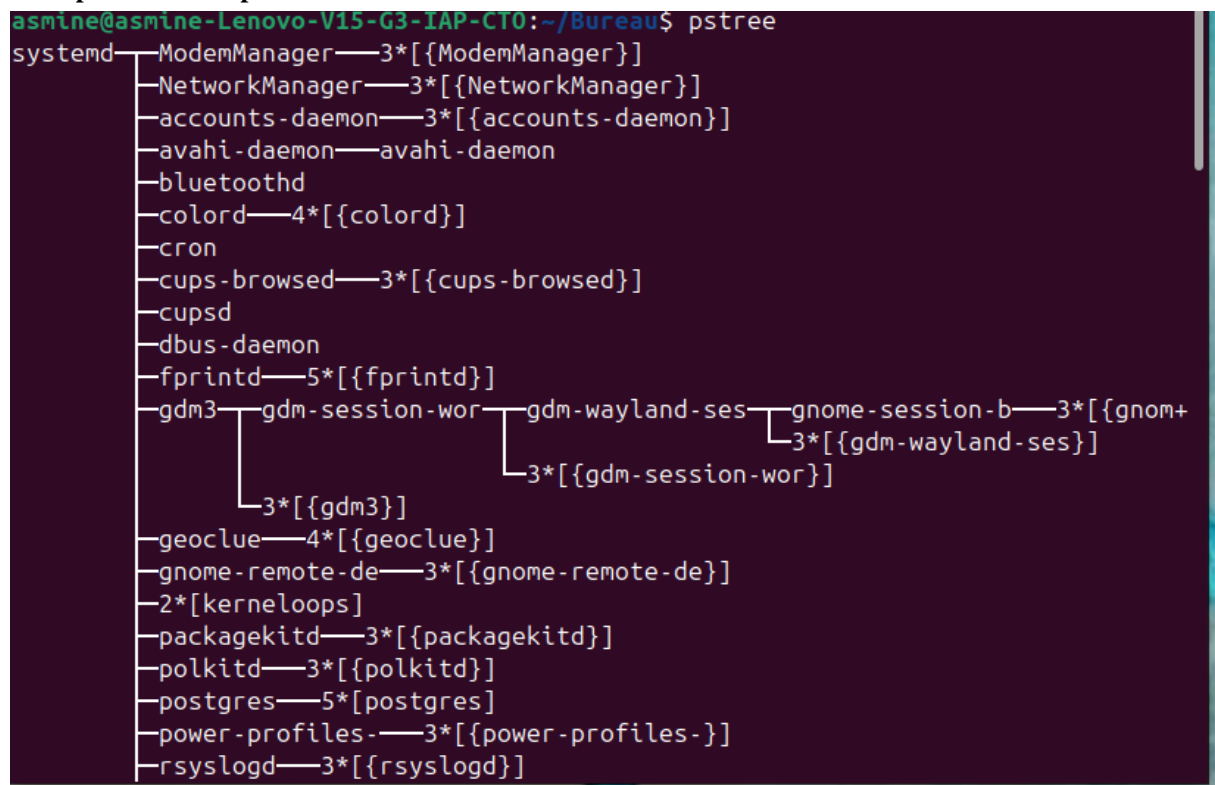 asmine@asmine-Lenovo-V15-G3-IAP-CTO:~/Bureau$ pstree
systemd─┬─ModemManager───3*[{ModemManager}]
├─NetworkManager───3*[{NetworkManager}]
├─accounts-daemon───3*[{accounts-daemon}]
├─avahi-daemon───avahi-daemon
├─bluetoothd
├─colord───4*[{colord}]
├─cron
├─cups-browsed───3*[{cups-browsed}]
├─cupsd
├─dbus-daemon
├─fprintd───5*[{fprintd}]
├─gdm3─┬─gdm-session-wor─┬─gdm-wayland-ses─┬─gnome-session-b───3*[{gnom+
└─3*[{gdm-wayland-ses}]
└─3*[{gdm-session-wor}]
└─3*[{gdm3}]
├─geoclue───4*[{geoclue}]
├─gnome-remote-de───3*[{gnome-remote-de}]
├─2*[kerneloops]
├─packagekitd───3*[{packagekitd}]
├─polkitd───3*[{polkitd}]
├─postgres───5*[postgres]
├─power-profiles-───3*[{power-profiles-}]
├─rsyslogd───3*[{rsyslogd}]